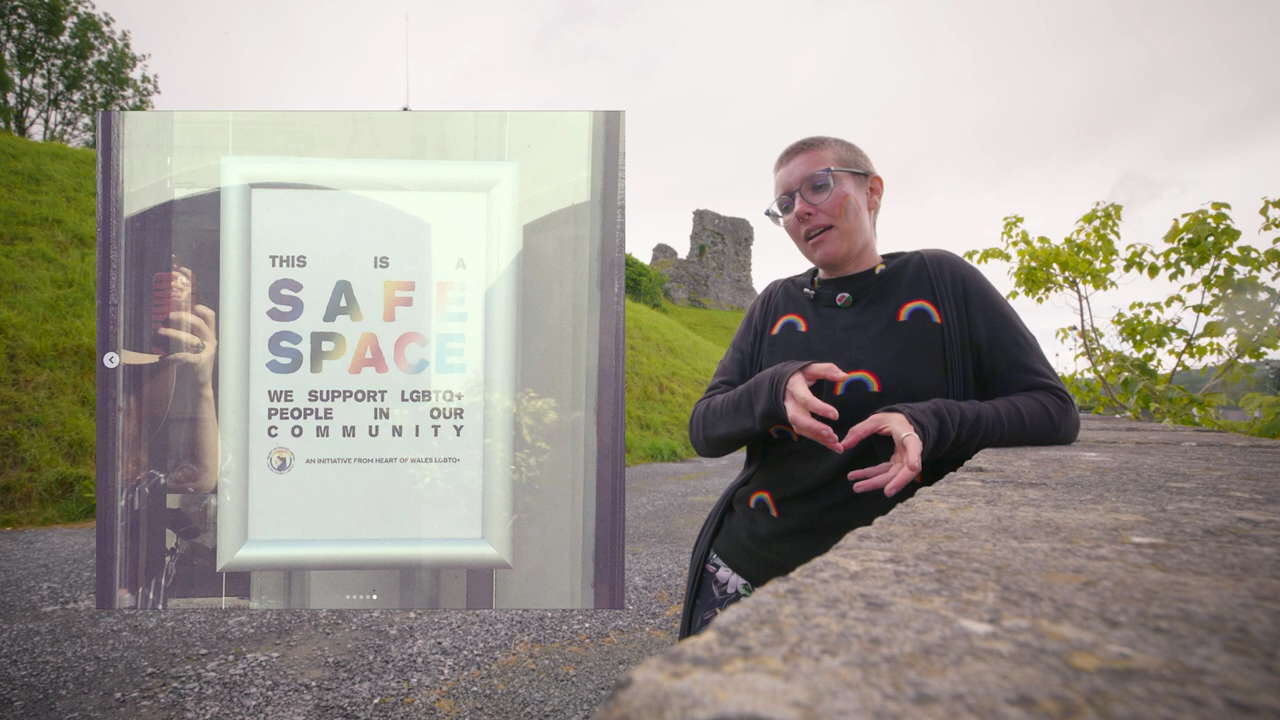 THIS IS A
SAFE
SPACE
WE SUPPORT LGBTQ+
PEOPLE IN OUR
COMMUNITY
AN INITIATIVE FROM HEART OF WALES LGBTQ+